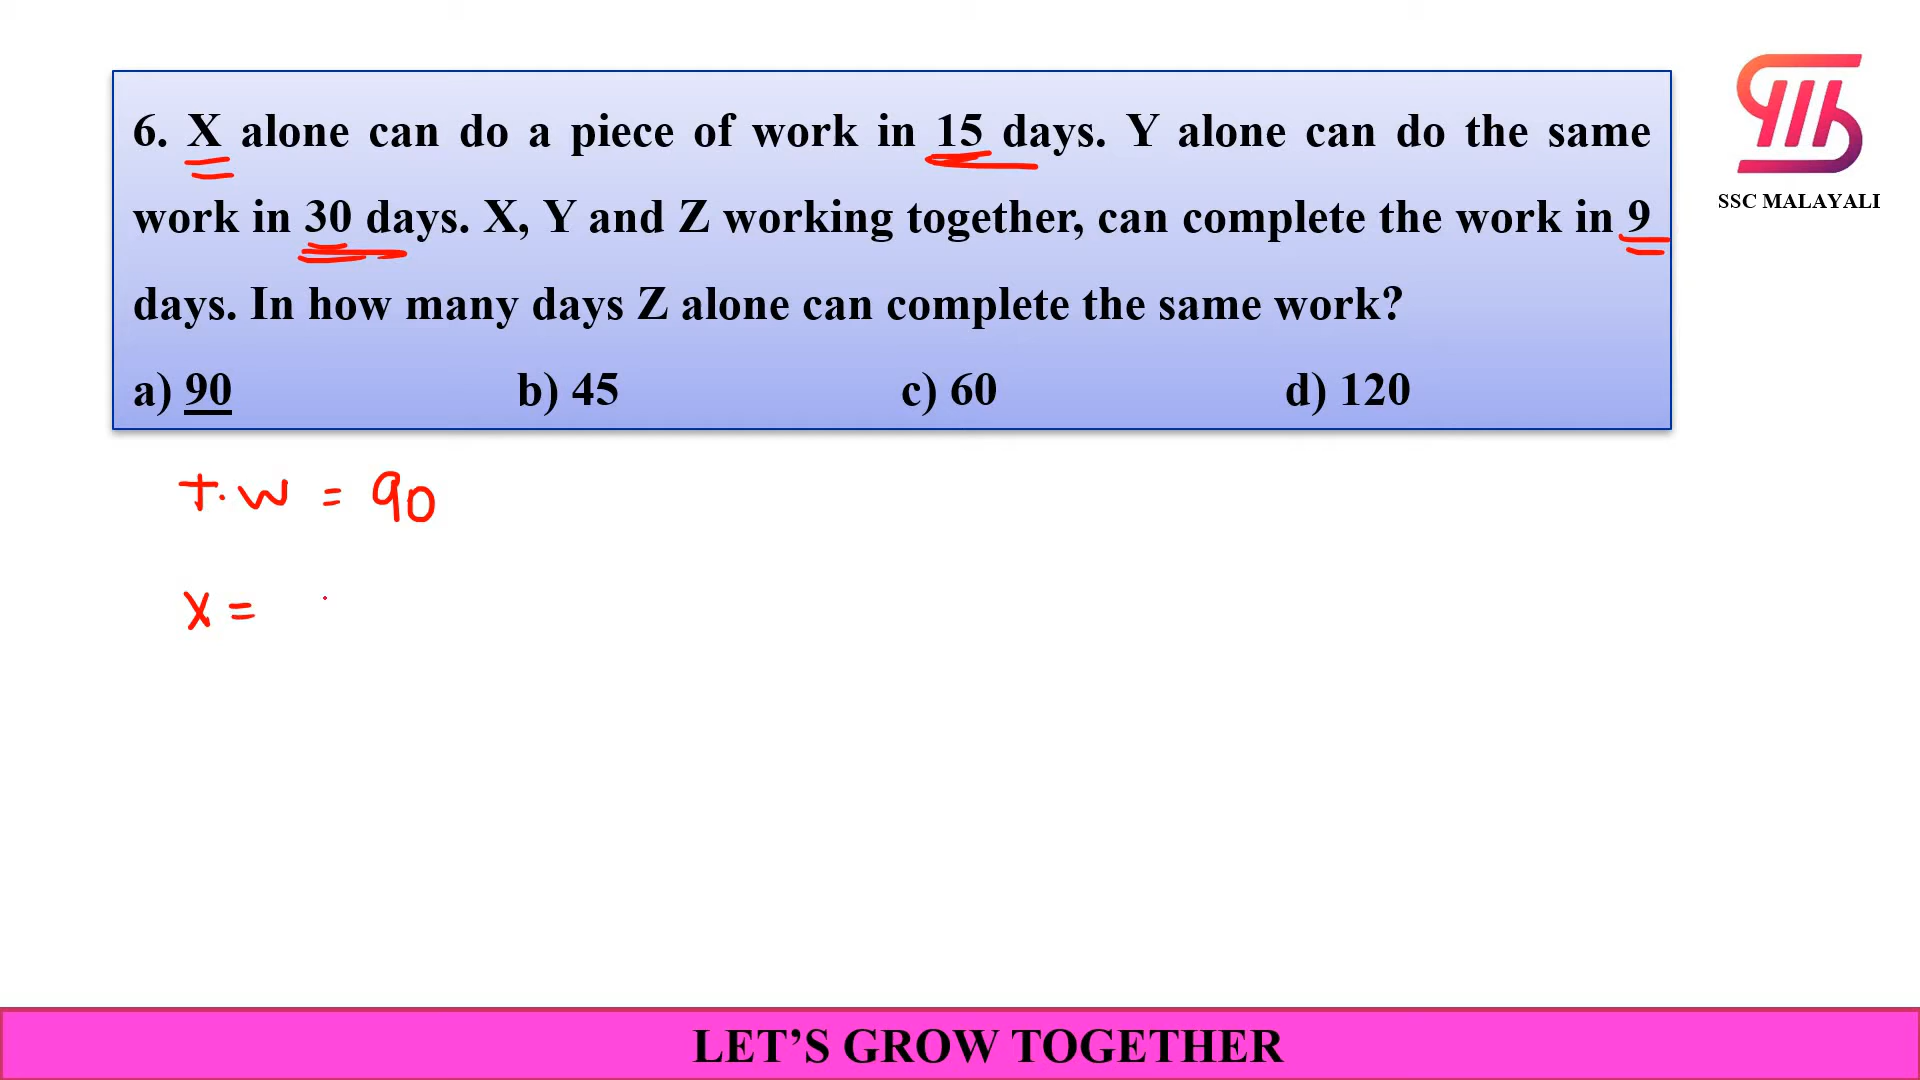 6. X alone can do a piece of work in 15 days. Y alone can do the same
work in 30 days. X, Y and Z working together, can complete the work in 9
days. In how many days Z alone can complete the same work?
a) 90 b) 45 c) 60 d) 120
SSC MALAYALI
T.W = 90
X =
LET’S GROW TOGETHER